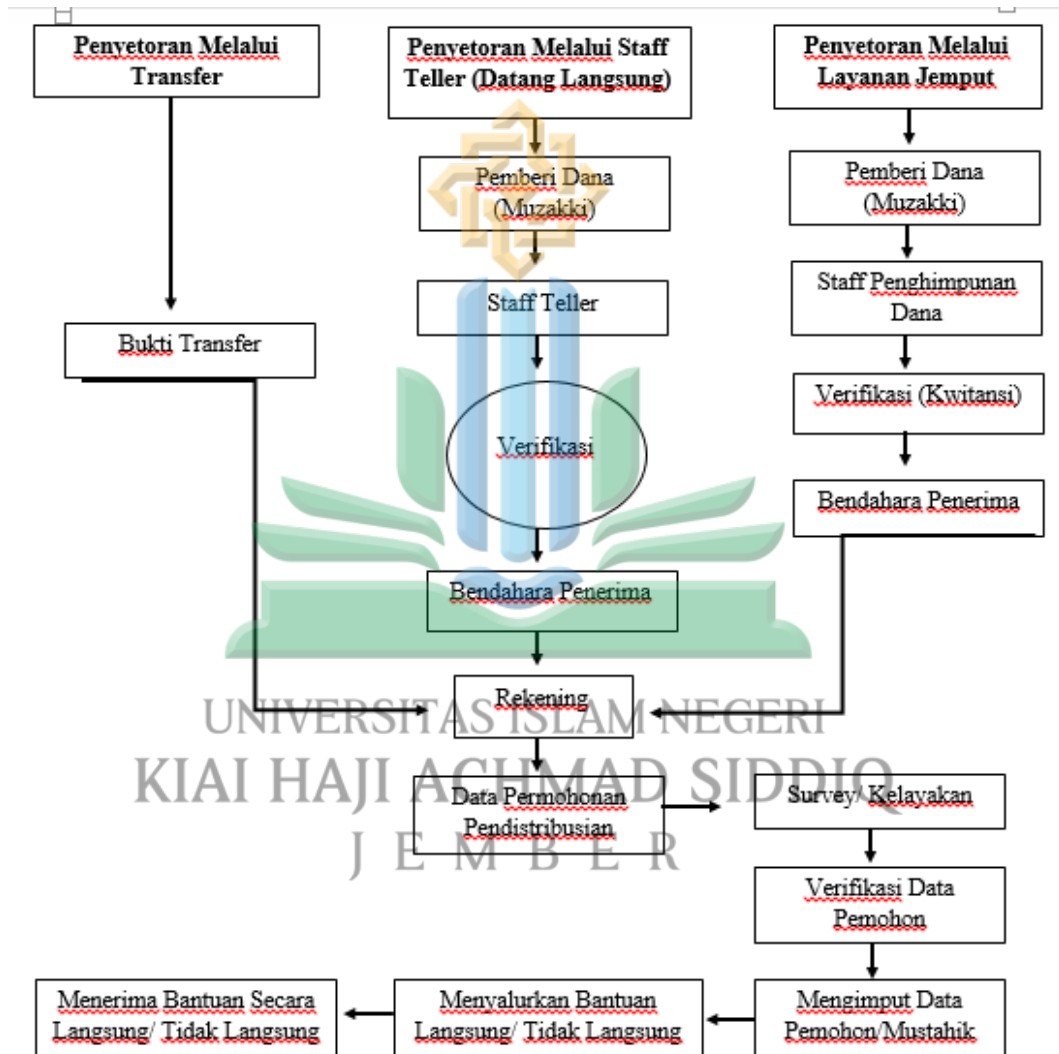 Penyetoran Melalui
Transfer
Penyetoran Melalui Staff
Teller (Datang Langsung)
Penyetoran Melalui
Layanan Jemput
Pemberi Dana
(Muzakki)
Pemberi Dana
(Muzakki)
Staff Teller
Staff Penghimpunan
Dana
Bukti Transfer
Verifikasi (Kwitansi)
Verifikasi
Bendahara Penerima
Bendahara Penerima
Rekening
UNIVERSITAS ISLAM NEGERI
KIAI HAJI ACHMAD SIDDIQ
JEMBER
Data Permohonan
Pendistribusian
Survey/ Kelayakan
Verifikasi Data
Pemohon
Menerima Bantuan Secara
Langsung/ Tidak Langsung
Menyalurkan Bantuan
Langsung/ Tidak Langsung
Mengimput Data
Pemohon/Mustahik